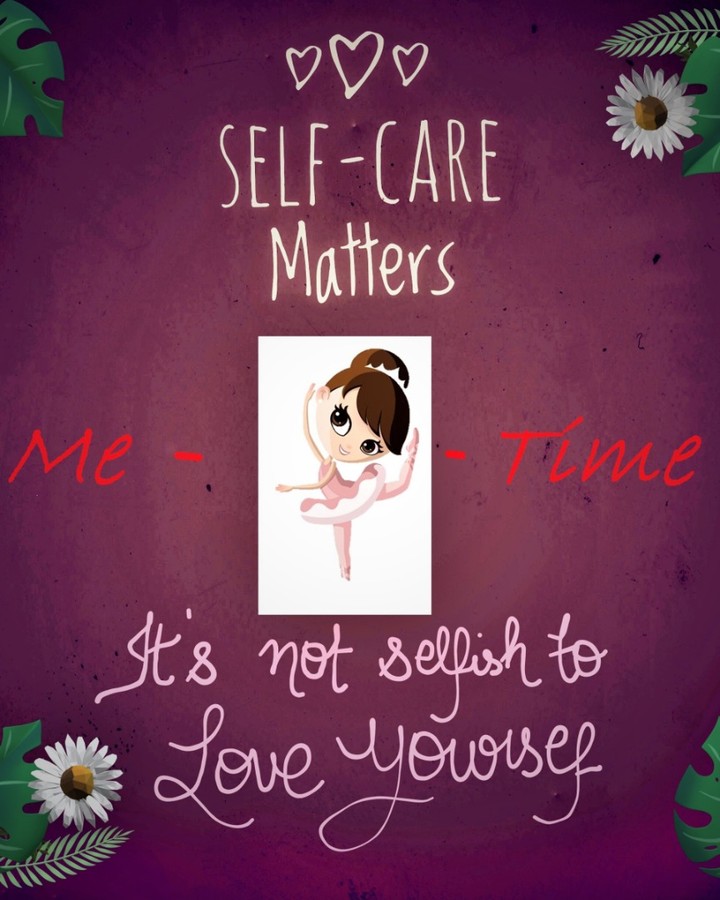 SELF-CARE
Matters
Me - - Time
It's not selfish to
Love Yoursef